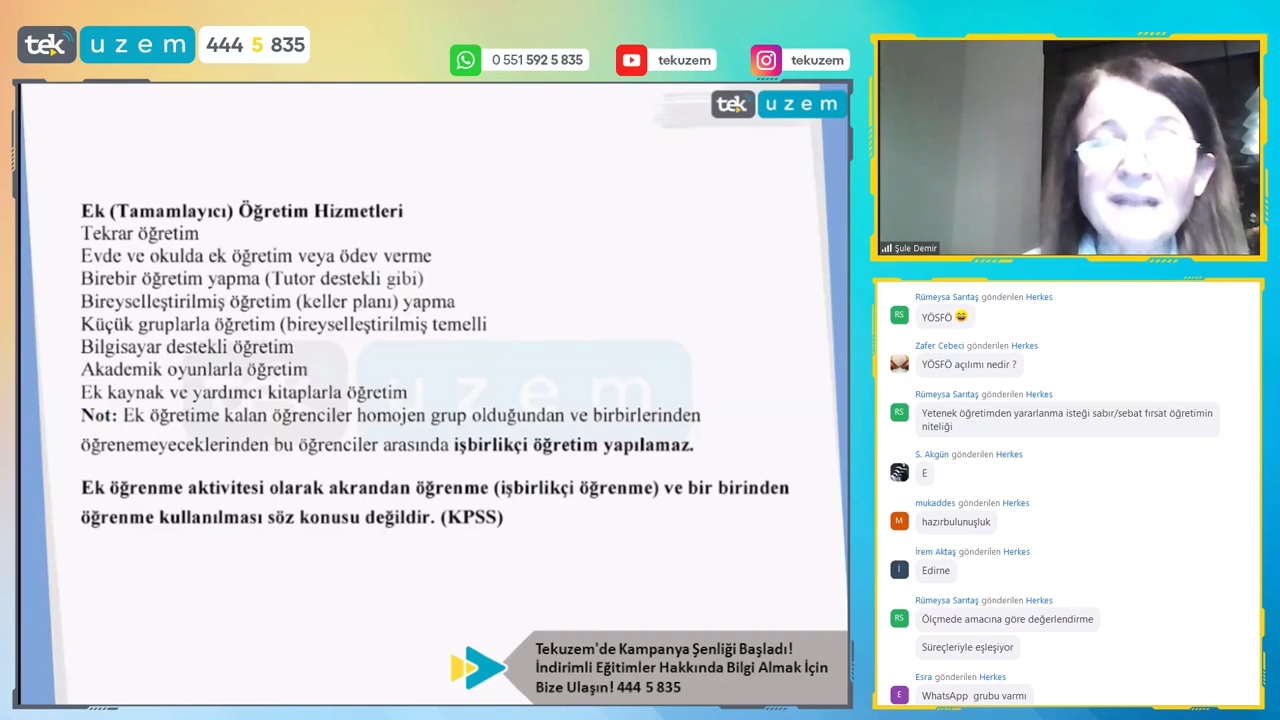 tek uzem 444 5 835
0 551 592 5 835
tekuzem
tekuzem
tek uzem
Ek (Tamamlayıcı) Öğretim Hizmetleri
Tekrar öğretim
Evde ve okulda ek öğretim veya ödev verme
Birebir öğretim yapma (Tutor destekli gibi)
Bireyselleştirilmiş öğretim (keller planı) yapma
Küçük gruplarla öğretim (bireyselleştirilmiş temelli
Bilgisayar destekli öğretim
Akademik oyunlarla öğretim
Ek kaynak ve yardımcı kitaplarla öğretim
Not: Ek öğretime kalan öğrenciler homojen grup olduğundan ve birbirlerinden
öğrenemeyeceklerinden bu öğrenciler arasında işbirlikçi öğretim yapılamaz.
Ek öğrenme aktivitesi olarak akrandan öğrenme (işbirlikçi öğrenme) ve bir birinden
öğrenme kullanılması söz konusu değildir. (KPSS)
uzem
Tekuzem'de Kampanya Şenliği Başladı!
İndirimli Eğitimler Hakkında Bilgi Almak İçin
Bize Ulaşın! 444 5 835
Şule Demir
Rümeysa Sarıtaş gönderilen Herkes
RS YÖSFÖ
Zafer Cebeci gönderilen Herkes
YÖSFÖ açılımı nedir ?
Rümeysa Sarıtaş gönderilen Herkes
RS Yetenek öğretimden yararlanma isteği sabır/sebat fırsat öğretimin
niteliği
S. Akgün gönderilen Herkes
E
mukaddes gönderilen Herkes
M hazırbulunuşluk
İrem Aktaş gönderilen Herkes
İ Edirne
Rümeysa Sarıtaş gönderilen Herkes
RS Ölçmede amacına göre değerlendirme
Süreçleriyle eşleşiyor
Esra gönderilen Herkes
E WhatsApp grubu varmı